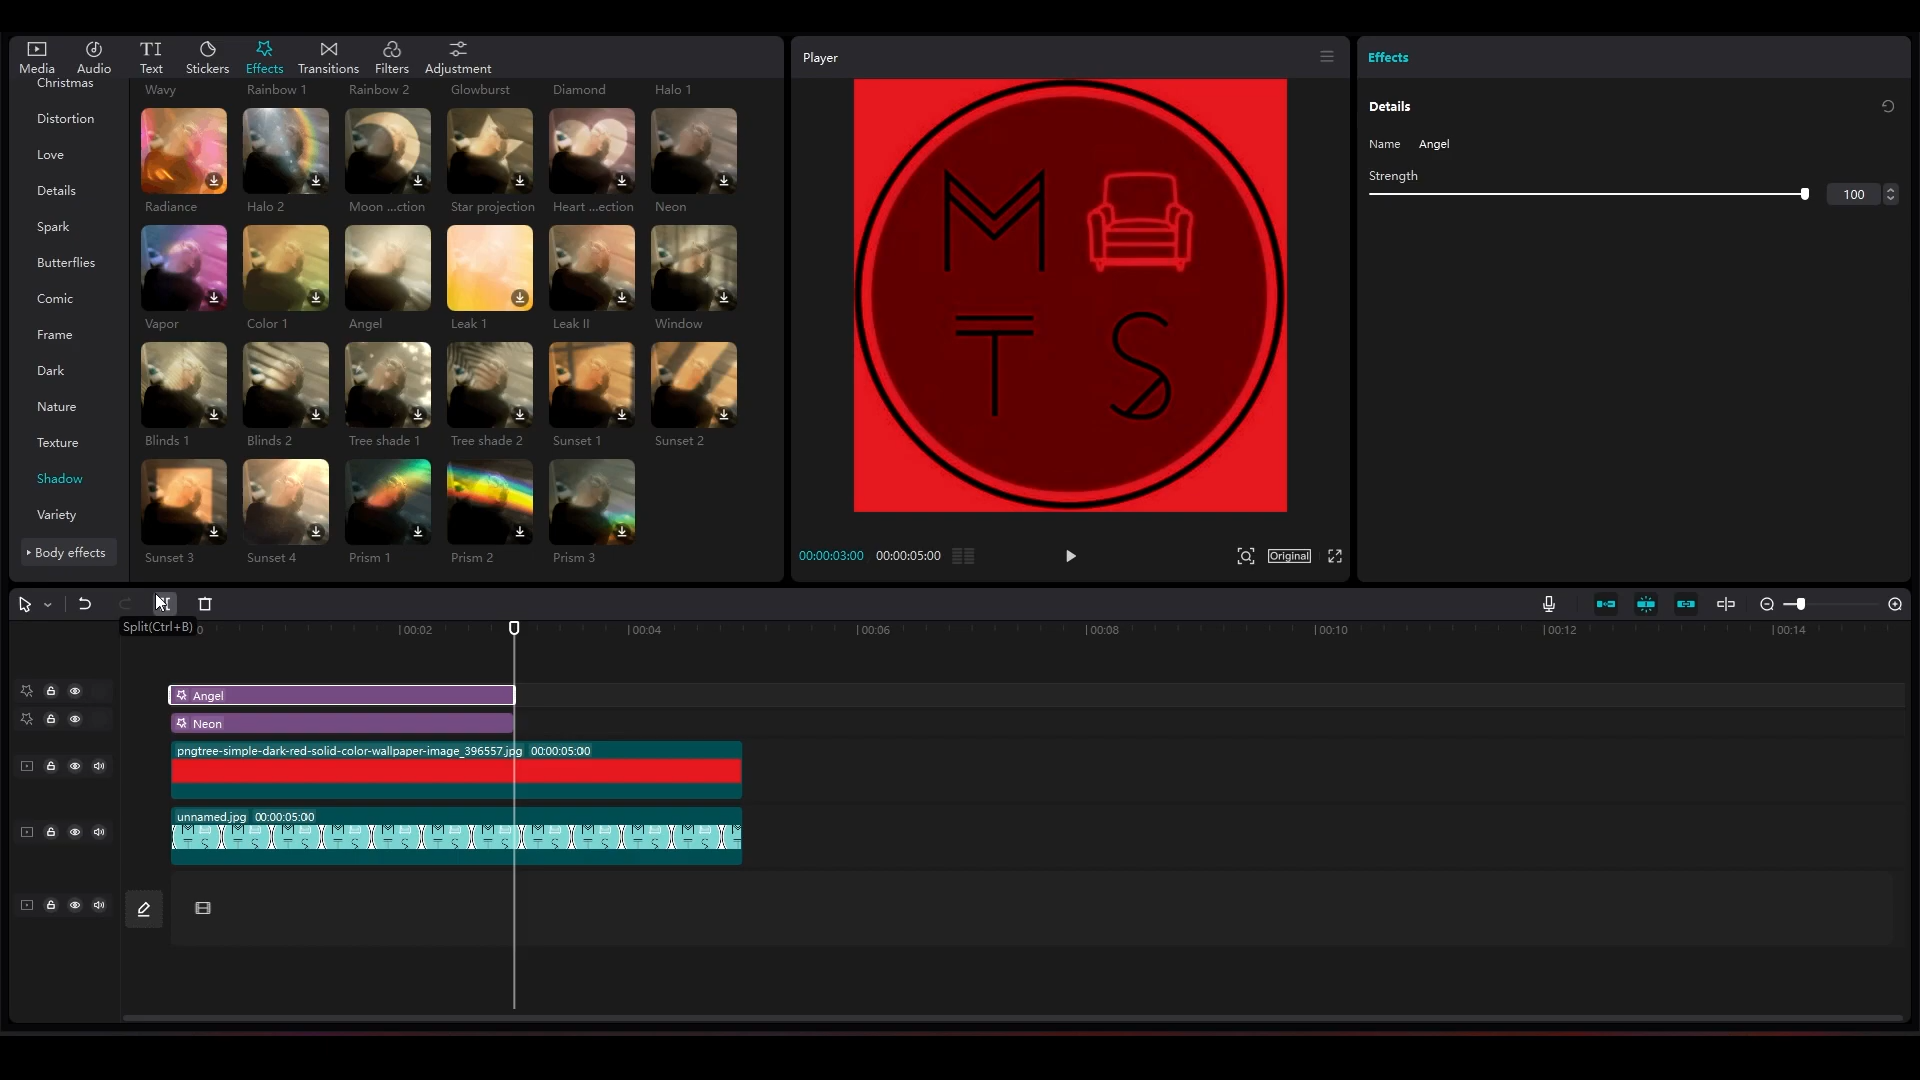 Media Audio TI Text Stickers Effects Transitions Filters Adjustment
Player
Effects
Christmas
Distortion
Love
Details
Spark
Butterflies
Comic
Frame
Dark
Nature
Texture
Shadow
Variety
Body effects
Wavy Rainbow 1 Rainbow 2 Glowburst Diamond Halo 1
Radiance Halo 2 Moon ...ction Star projection Heart ...ection Neon
Vapor Color 1 Angel Leak 1 Leak II Window
Blinds 1 Blinds 2 Tree shade 1 Tree shade 2 Sunset 1 Sunset 2
Sunset 3 Sunset 4 Prism 1 Prism 2 Prism 3
M
T S
00:00:03:00 00:00:05:00 Original
Details
Name Angel
Strength
100
Split(Ctrl+B)
0 00:02 00:04 00:06 00:08 00:10 00:12 00:14
Angel
Neon
pngtree-simple-dark-red-solid-color-wallpaper-image_396557.jpg 00:00:05:00
unnamed.jpg 00:00:05:00